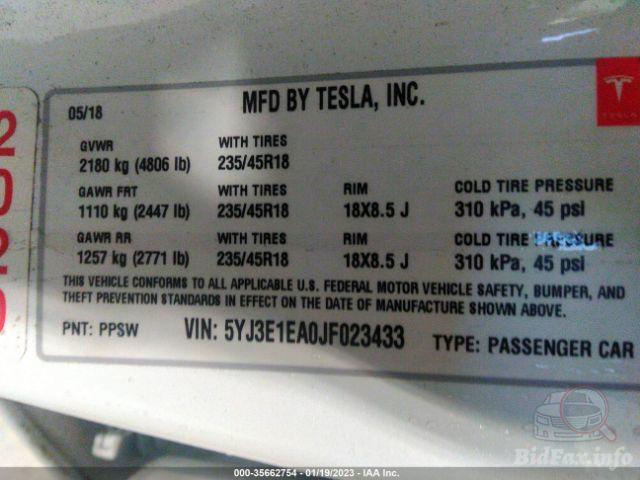 05/18 MFD BY TESLA, INC.
TESLA
GVWR WITH TIRES
2180 kg (4806 lb) 235/45R18
GAWR FRT WITH TIRES RIM COLD TIRE PRESSURE
1110 kg (2447 lb) 235/45R18 18X8.5 J 310 kPa, 45 psi
GAWR RR WITH TIRES RIM COLD TIRE PRESSURE
1257 kg (2771 lb) 235/45R18 18X8.5 J 310 kPa, 45 psi
THIS VEHICLE CONFORMS TO ALL APPLICABLE U.S. FEDERAL MOTOR VEHICLE SAFETY, BUMPER, AND
THEFT PREVENTION STANDARDS IN EFFECT ON THE DATE OF MANUFACTURE SHOWN ABOVE.
PNT: PPSW VIN: 5YJ3E1EA0JF023433 TYPE: PASSENGER CAR
BidFax.info
000-35662754 - 01/19/2023 - IAA Inc.